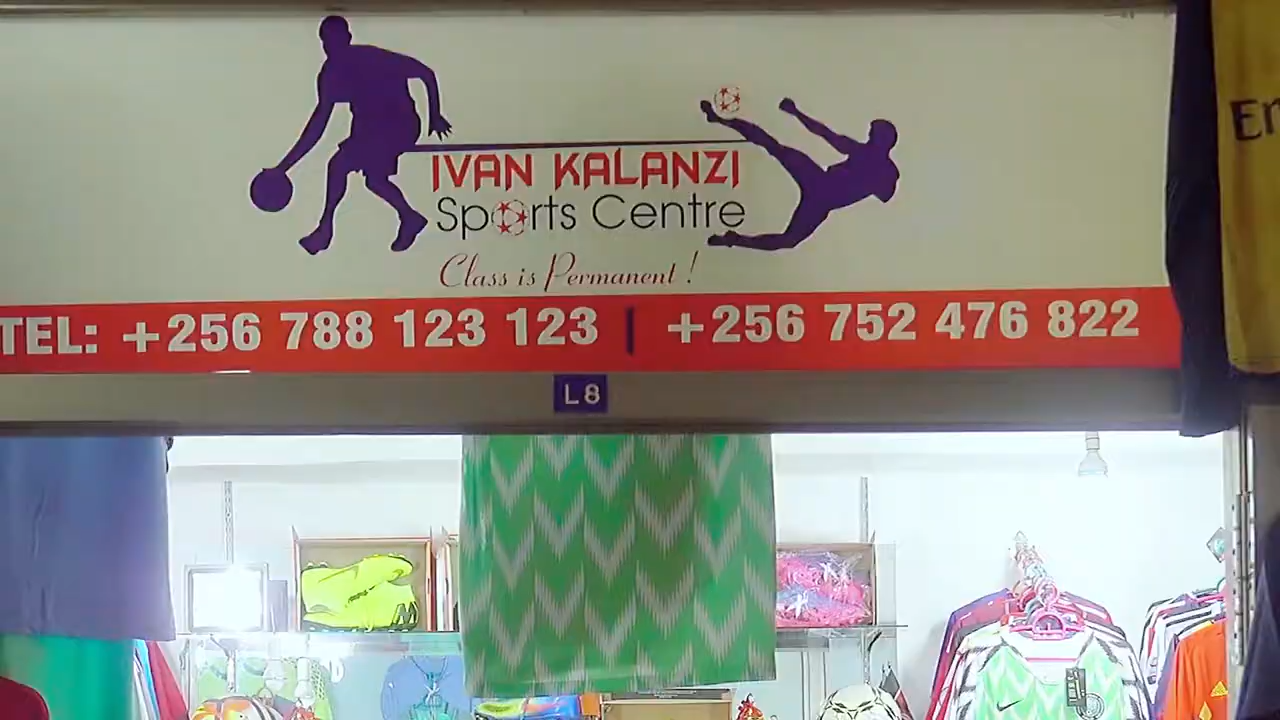 IVAN KALANZI
Sports Centre
Class is Permanent !
TEL: +256 788 123 123 | +256 752 476 822
L8